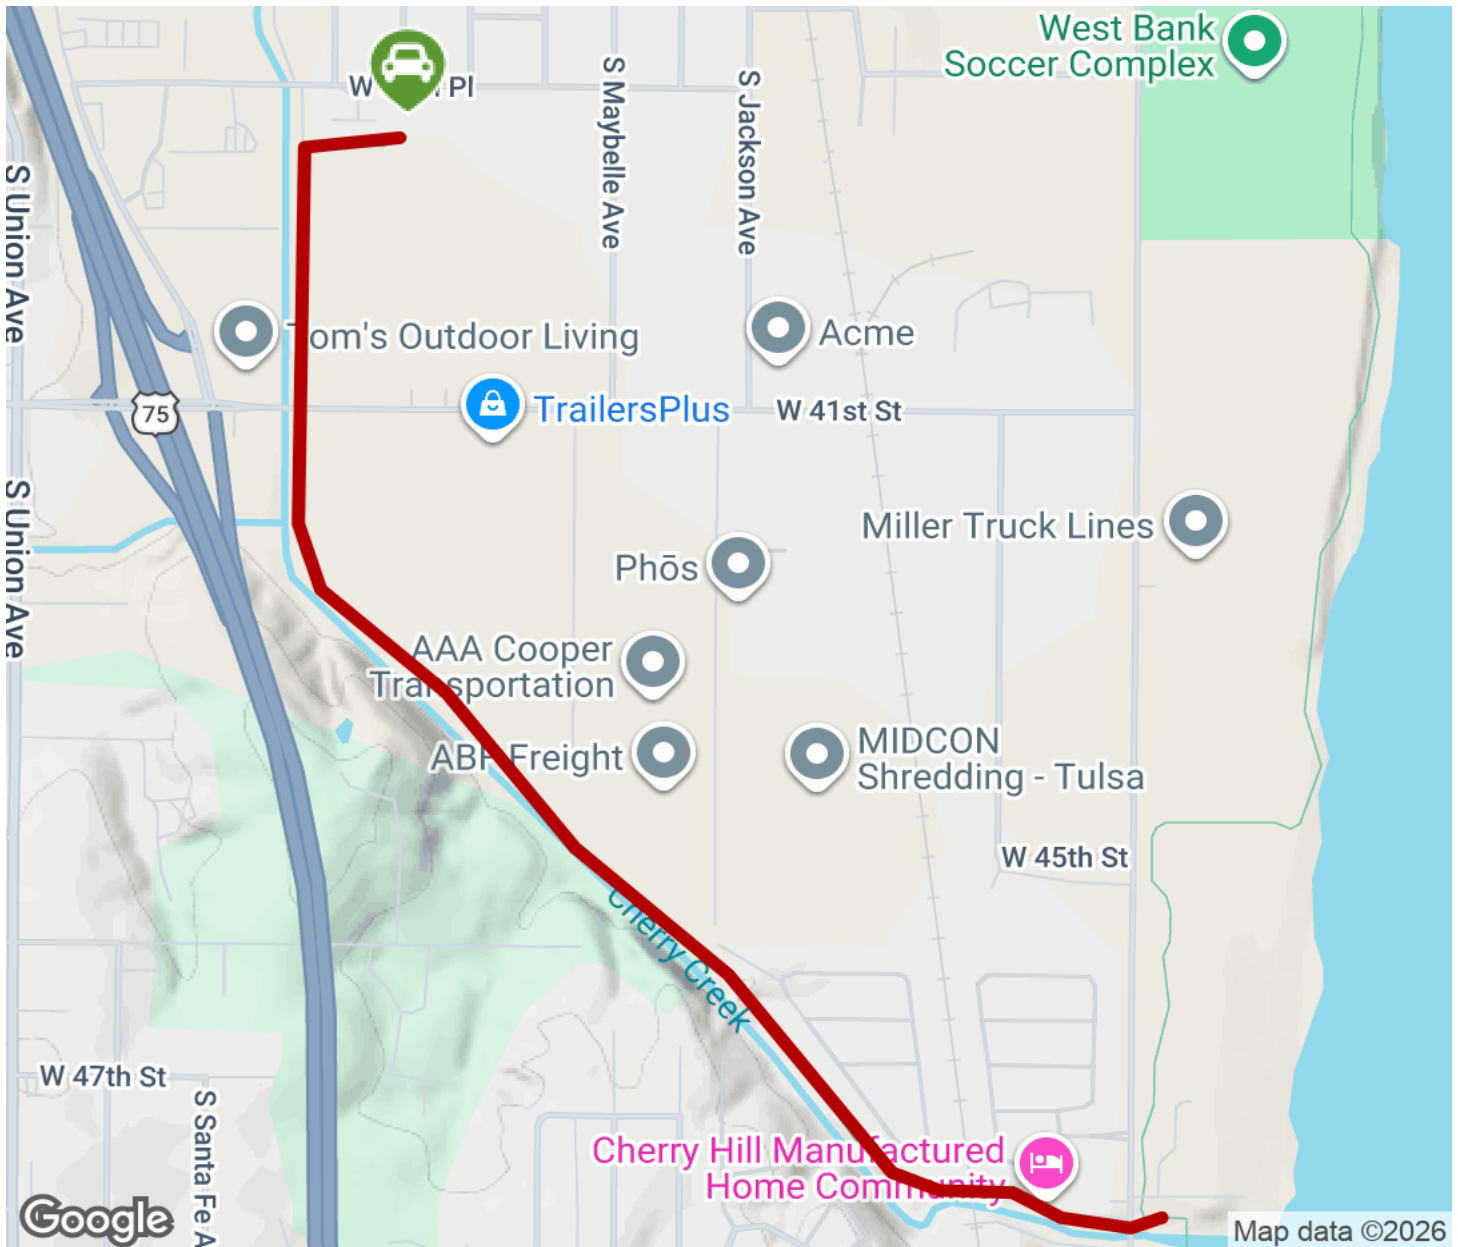 West Bank
Soccer Complex
W
Pl
S Maybelle Ave
S Jackson Ave
S Union Ave
Tom's Outdoor Living
Acme
75
TrailersPlus
W 41st St
S Union Ave
Miller Truck Lines
Phōs
AAA Cooper
Transportation
ABF Freight
MIDCON
Shredding - Tulsa
W 45th St
Cherry Creek
W 47th St
S Santa Fe A
Cherry Hill Manufactured
Home Community
Google
Map data ©2026